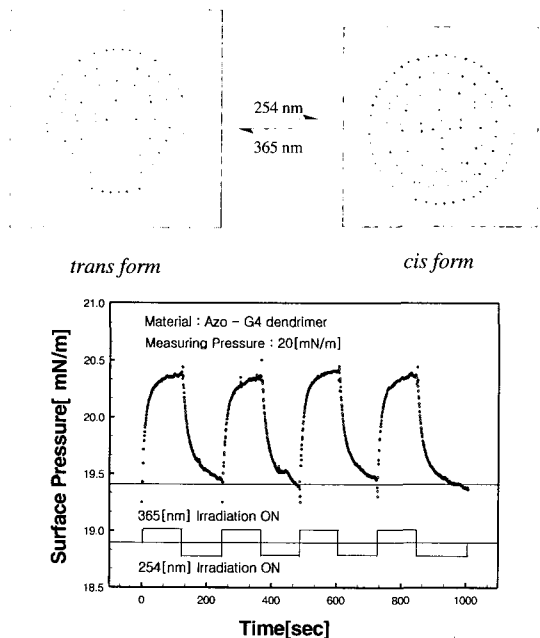 254 nm
365 nm
trans form
cis form
Material : Azo - G4 dendrimer
Measuring Pressure : 20[mN/m]
365[nm] Irradiation ON
254[nm] Irradiation ON
Surface Pressure[ mN/m]
21.0
20.5
20.0
19.5
19.0
18.5
0
200
400
600
800
1000
Time[sec]